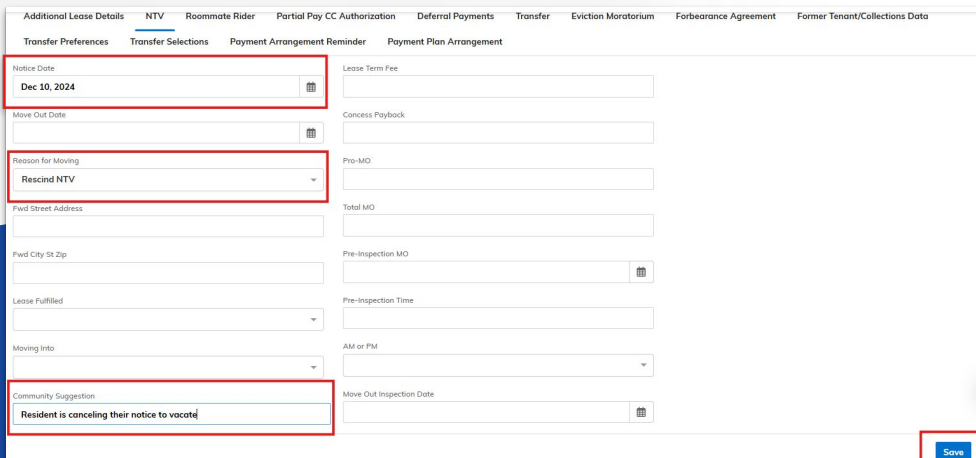 Additional Lease Details NTV Roommate Rider Partial Pay CC Authorization Deferral Payments Transfer Eviction Moratorium Forbearance Agreement Former Tenant/Collections Data
Transfer Preferences Transfer Selections Payment Arrangement Reminder Payment Plan Arrangement
Notice Date Lease Term Fee
Dec 10, 2024
Move Out Date Concess Payback
Reason for Moving Pro-MO
Rescind NTV
Fwd Street Address Total MO
Fwd City St Zip Pre-Inspection MO
Lease Fulfilled Pre-Inspection Time
Moving Into AM or PM
Community Suggestion Move Out Inspection Date
Resident is canceling their notice to vacate
Save